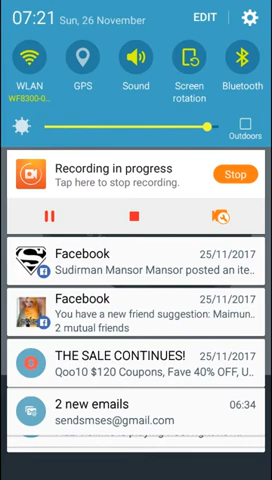 07:21 Sun, 26 November EDIT
WLAN GPS Sound Screen rotation Bluetooth
WF8300-0...
Outdoors
Recording in progress
Tap here to stop recording.
Stop
Facebook 25/11/2017
Sudirman Mansor Mansor posted an ite..
Facebook 25/11/2017
You have a new friend suggestion: Maimun..
2 mutual friends
THE SALE CONTINUES! 25/11/2017
Qoo10 $120 Coupons, Fave 40% OFF, U..
2 new emails 06:34
sendsmses@gmail.com